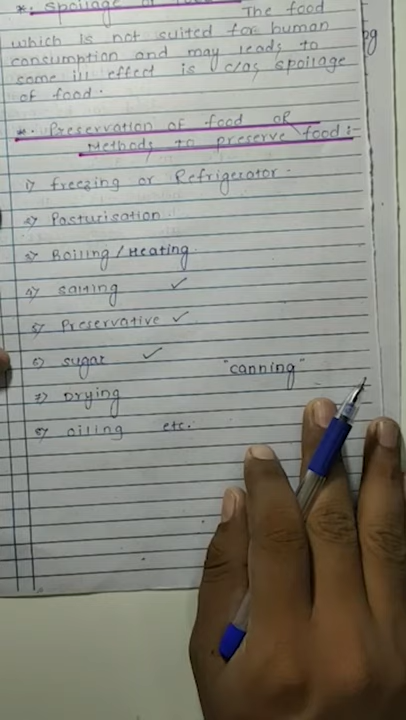 *. Spoilage of food
The food
which is not suited for human
consumption and may leads to
some ill effect is c/as spoilage
of food.
*. Preservation of food OR
Methods to preserve food:-
1) freezing or Refrigerator.
2) Pasturisation.
3) Boiling/Heating.
4) Salting ✓
5) Preservative ✓
6) Sugar ✓ "canning"
7) Drying
8) oiling etc.